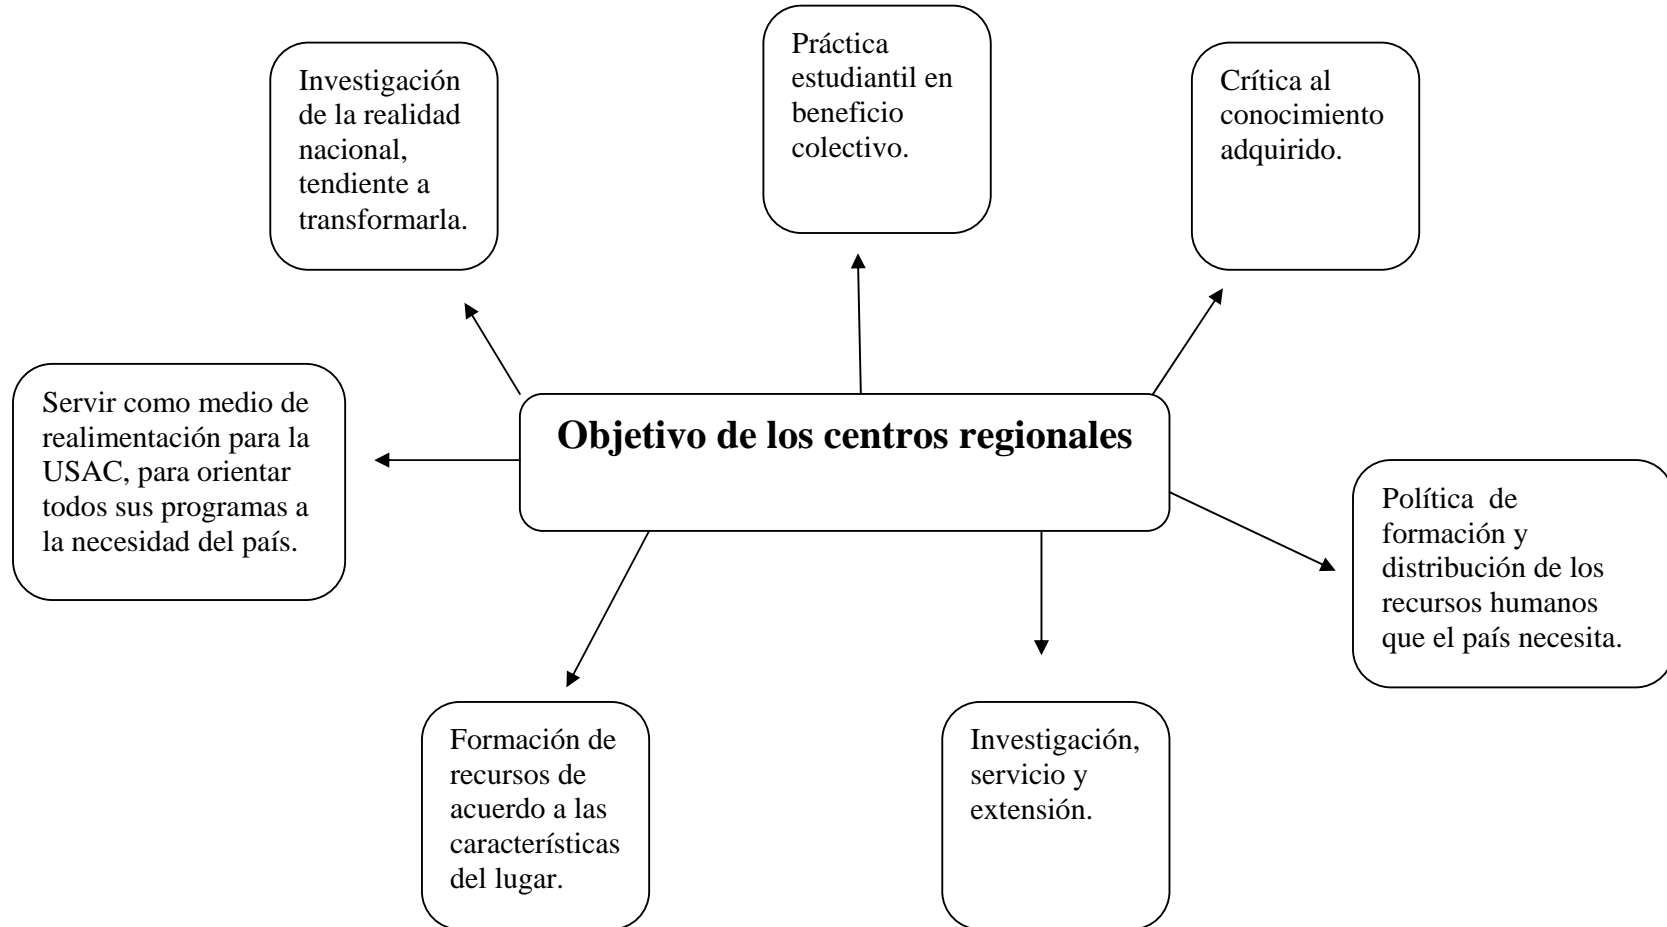 Práctica
estudiantil en
beneficio
colectivo.
Investigación
de la realidad
nacional,
tendiente a
transformarla.
Crítica al
conocimiento
adquirido.
Servir como medio de
realimentación para la
USAC, para orientar
todos sus programas a
la necesidad del país.
Objetivo de los centros regionales
Política  de
formación y
distribución de los
recursos humanos
que el país necesita.
Formación de
recursos de
acuerdo a las
características
del lugar.
Investigación,
servicio y
extensión.